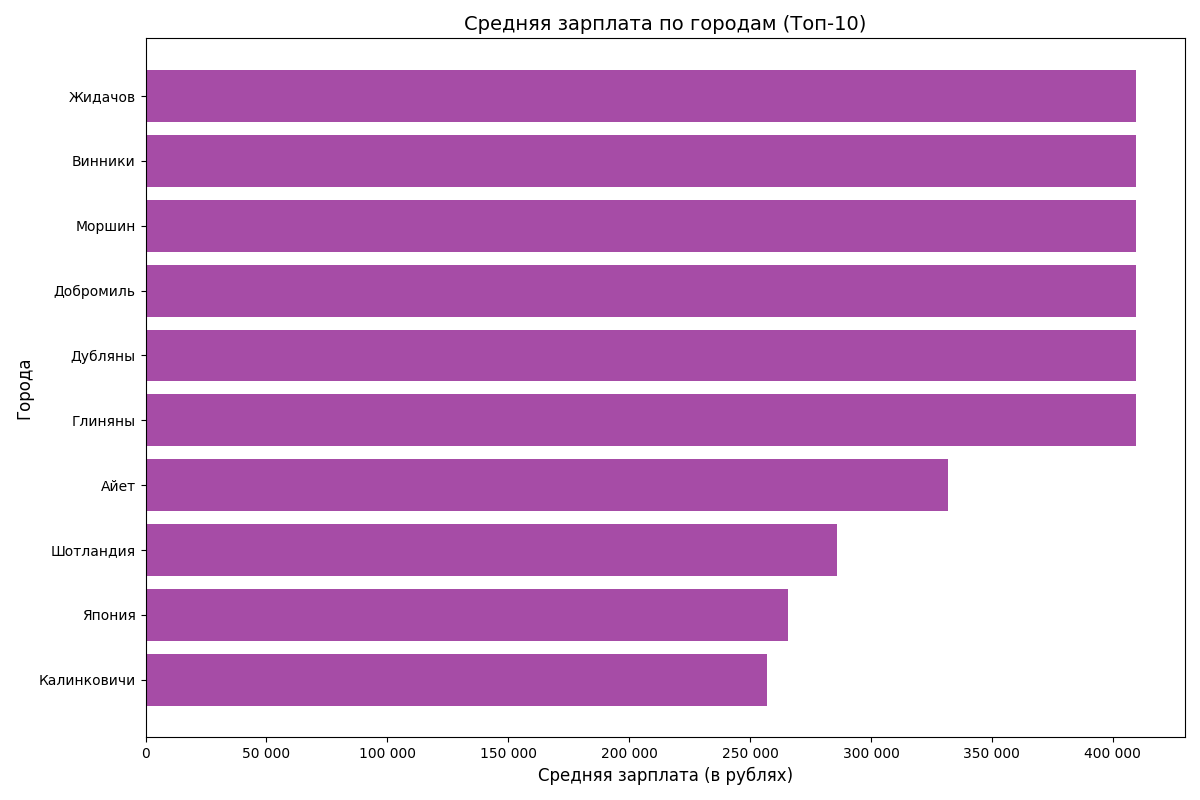 Средняя зарплата по городам (Топ-10)
Города
Жидачов
Винники
Моршин
Добромиль
Дубляны
Глиняны
Айет
Шотландия
Япония
Калинковичи
0
50 000
100 000
150 000
200 000
250 000
300 000
350 000
400 000
Средняя зарплата (в рублях)